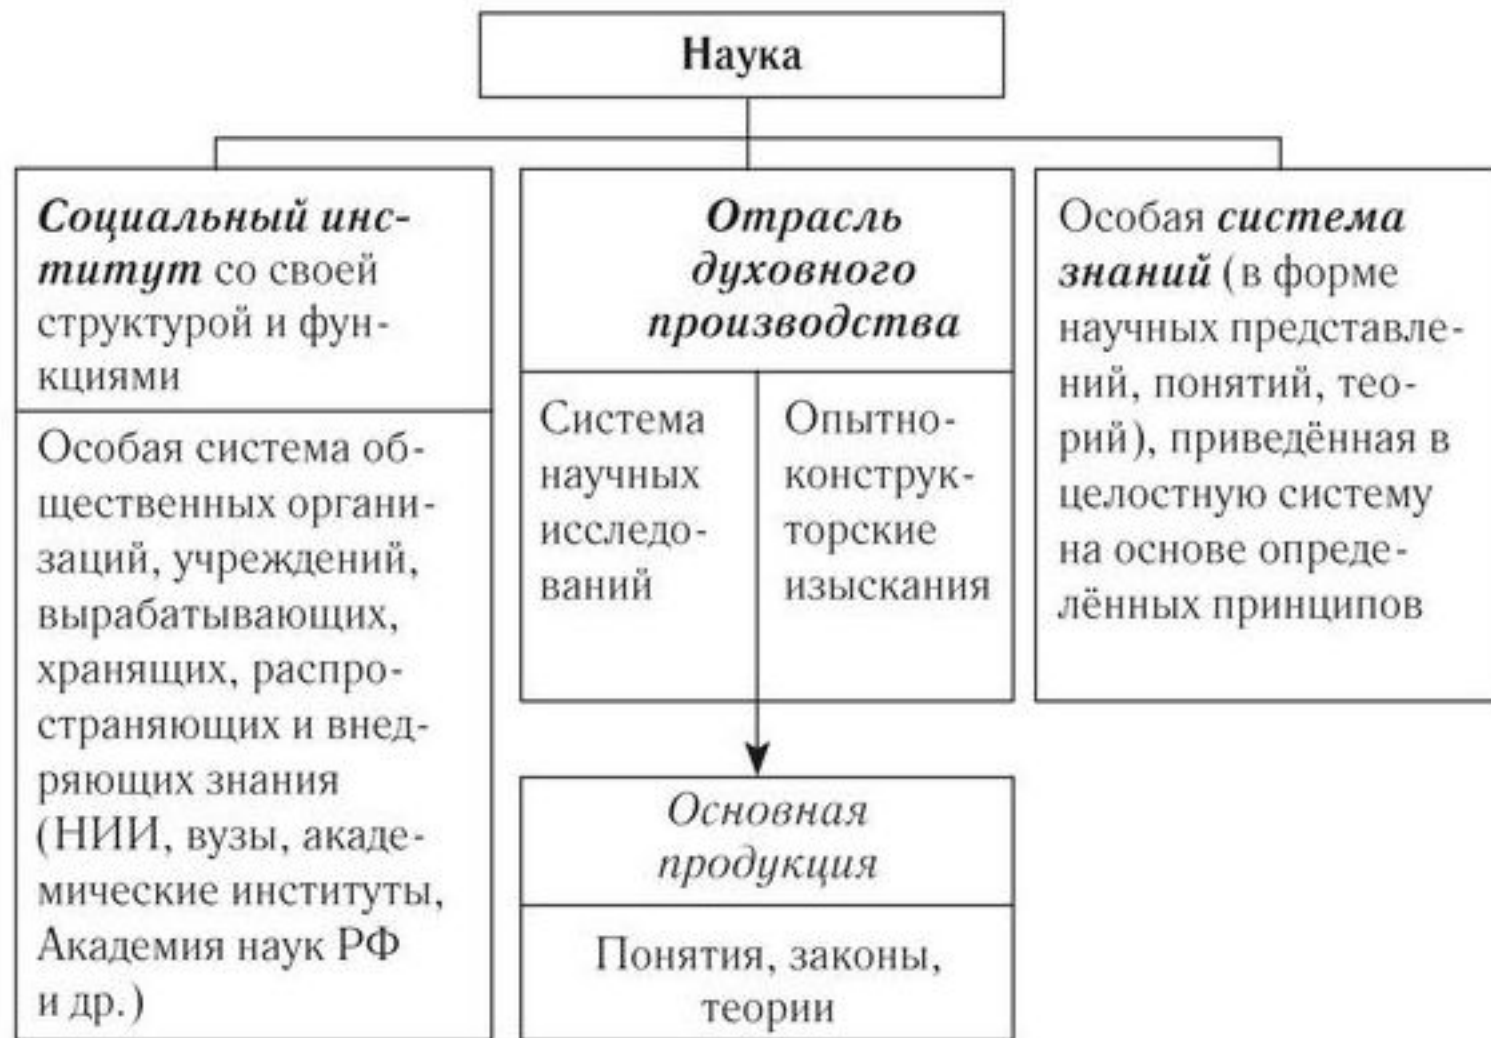 Наука
Социальный инс-
титут со своей
структурой и фун-
кциями
Особая система об-
щественных органи-
заций, учреждений,
вырабатывающих,
хранящих, распро-
страняющих и внед-
ряющих знания
(НИИ, вузы, акаде-
мические институты,
Академия наук РФ
и др.)
Отрасль
духовного
производства
Система
научных
исследо-
ваний
Опытно-
конструк-
торские
изыскания
Основная
продукция
Понятия, законы,
теории
Особая система
знаний (в форме
научных представле-
ний, понятий, тео-
рий), приведённая в
целостную систему
на основе опреде-
лённых принципов